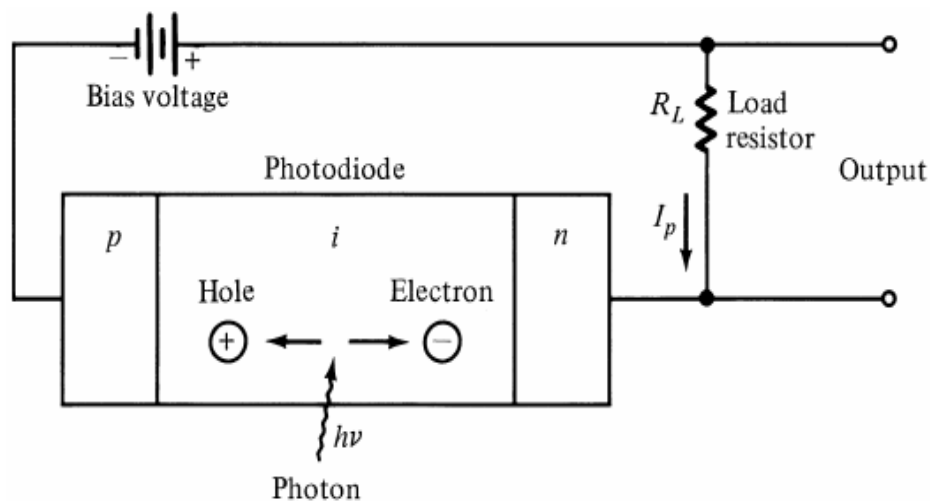 − +
Bias voltage
R_L Load
resistor
Photodiode
Output
p i n
I_p
Hole Electron
+ −
hν
Photon